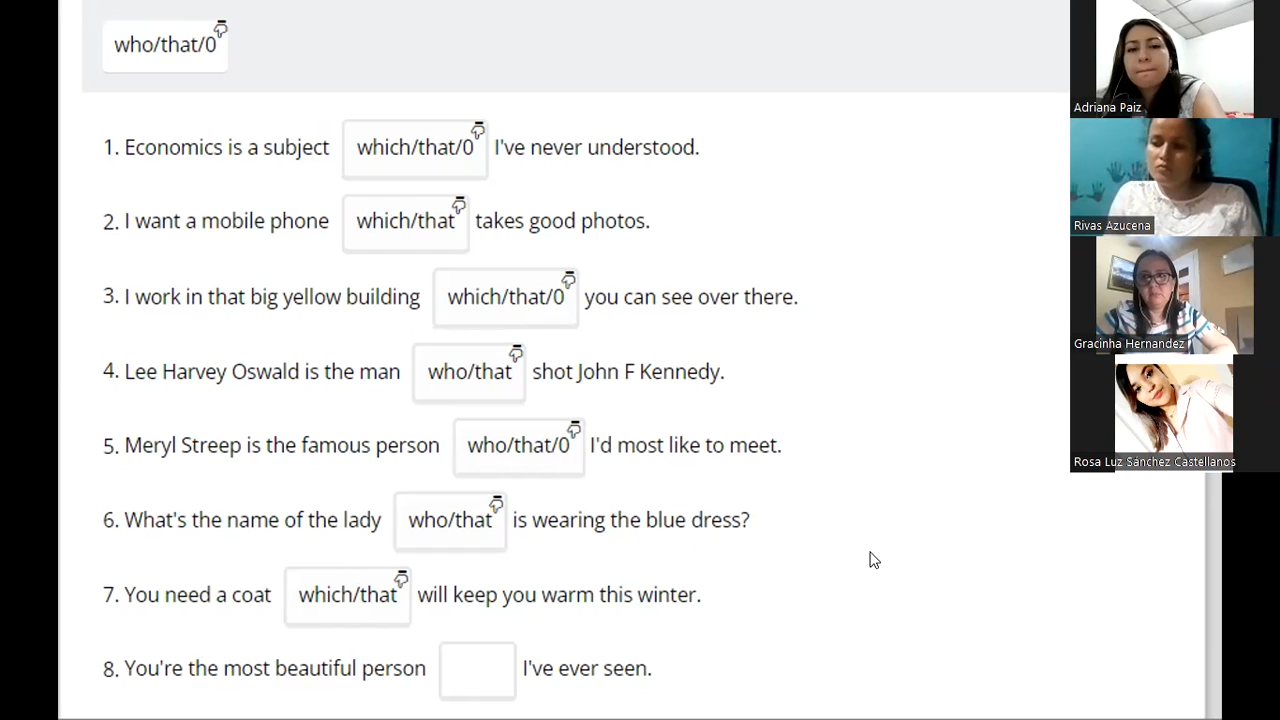 who/that/0
1. Economics is a subject which/that/0 I've never understood.
2. I want a mobile phone which/that takes good photos.
3. I work in that big yellow building which/that/0 you can see over there.
4. Lee Harvey Oswald is the man who/that shot John F Kennedy.
5. Meryl Streep is the famous person who/that/0 I'd most like to meet.
6. What's the name of the lady who/that is wearing the blue dress?
7. You need a coat which/that will keep you warm this winter.
8. You're the most beautiful person I've ever seen.
Adriana Paiz
Rivas Azucena
Gracinha Hernandez
Rosa Luz Sánchez Castellanos